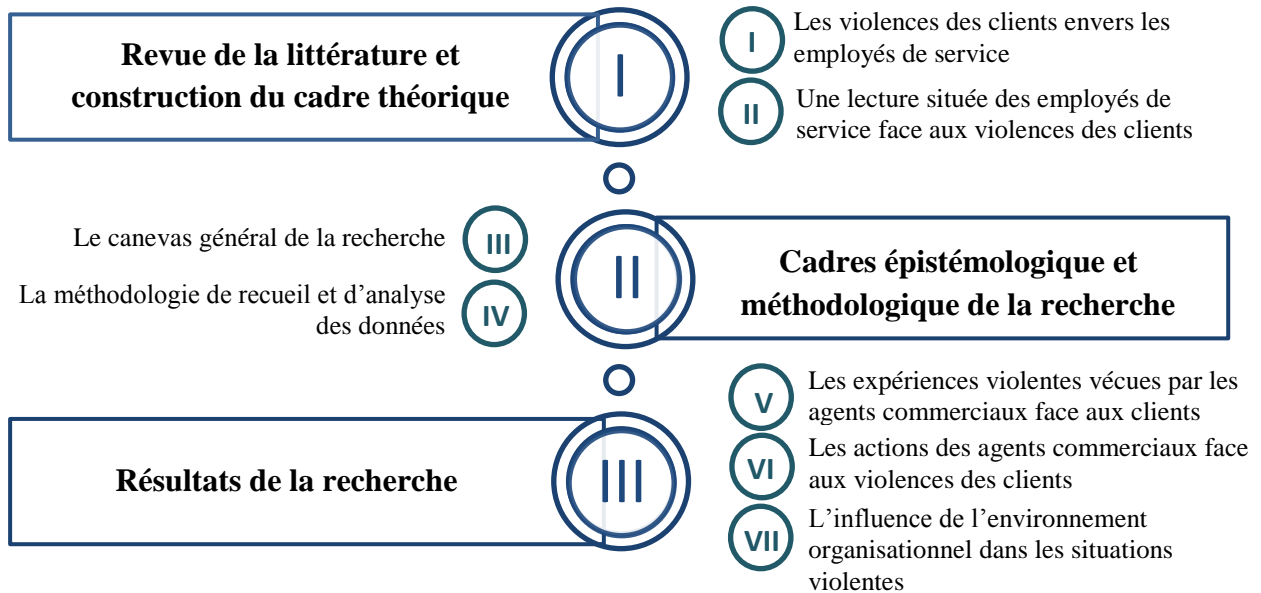 Revue de la littérature et
construction du cadre théorique
I
I
Les violences des clients envers les
employés de service
II
Une lecture située des employés de
service face aux violences des clients
Le canevas général de la recherche
III
La méthodologie de recueil et d’analyse
des données
IV
II
Cadres épistémologique et
méthodologique de la recherche
Résultats de la recherche
III
V
Les expériences violentes vécues par les
agents commerciaux face aux clients
VI
Les actions des agents commerciaux face
aux violences des clients
VII
L’influence de l’environnement
organisationnel dans les situations
violentes